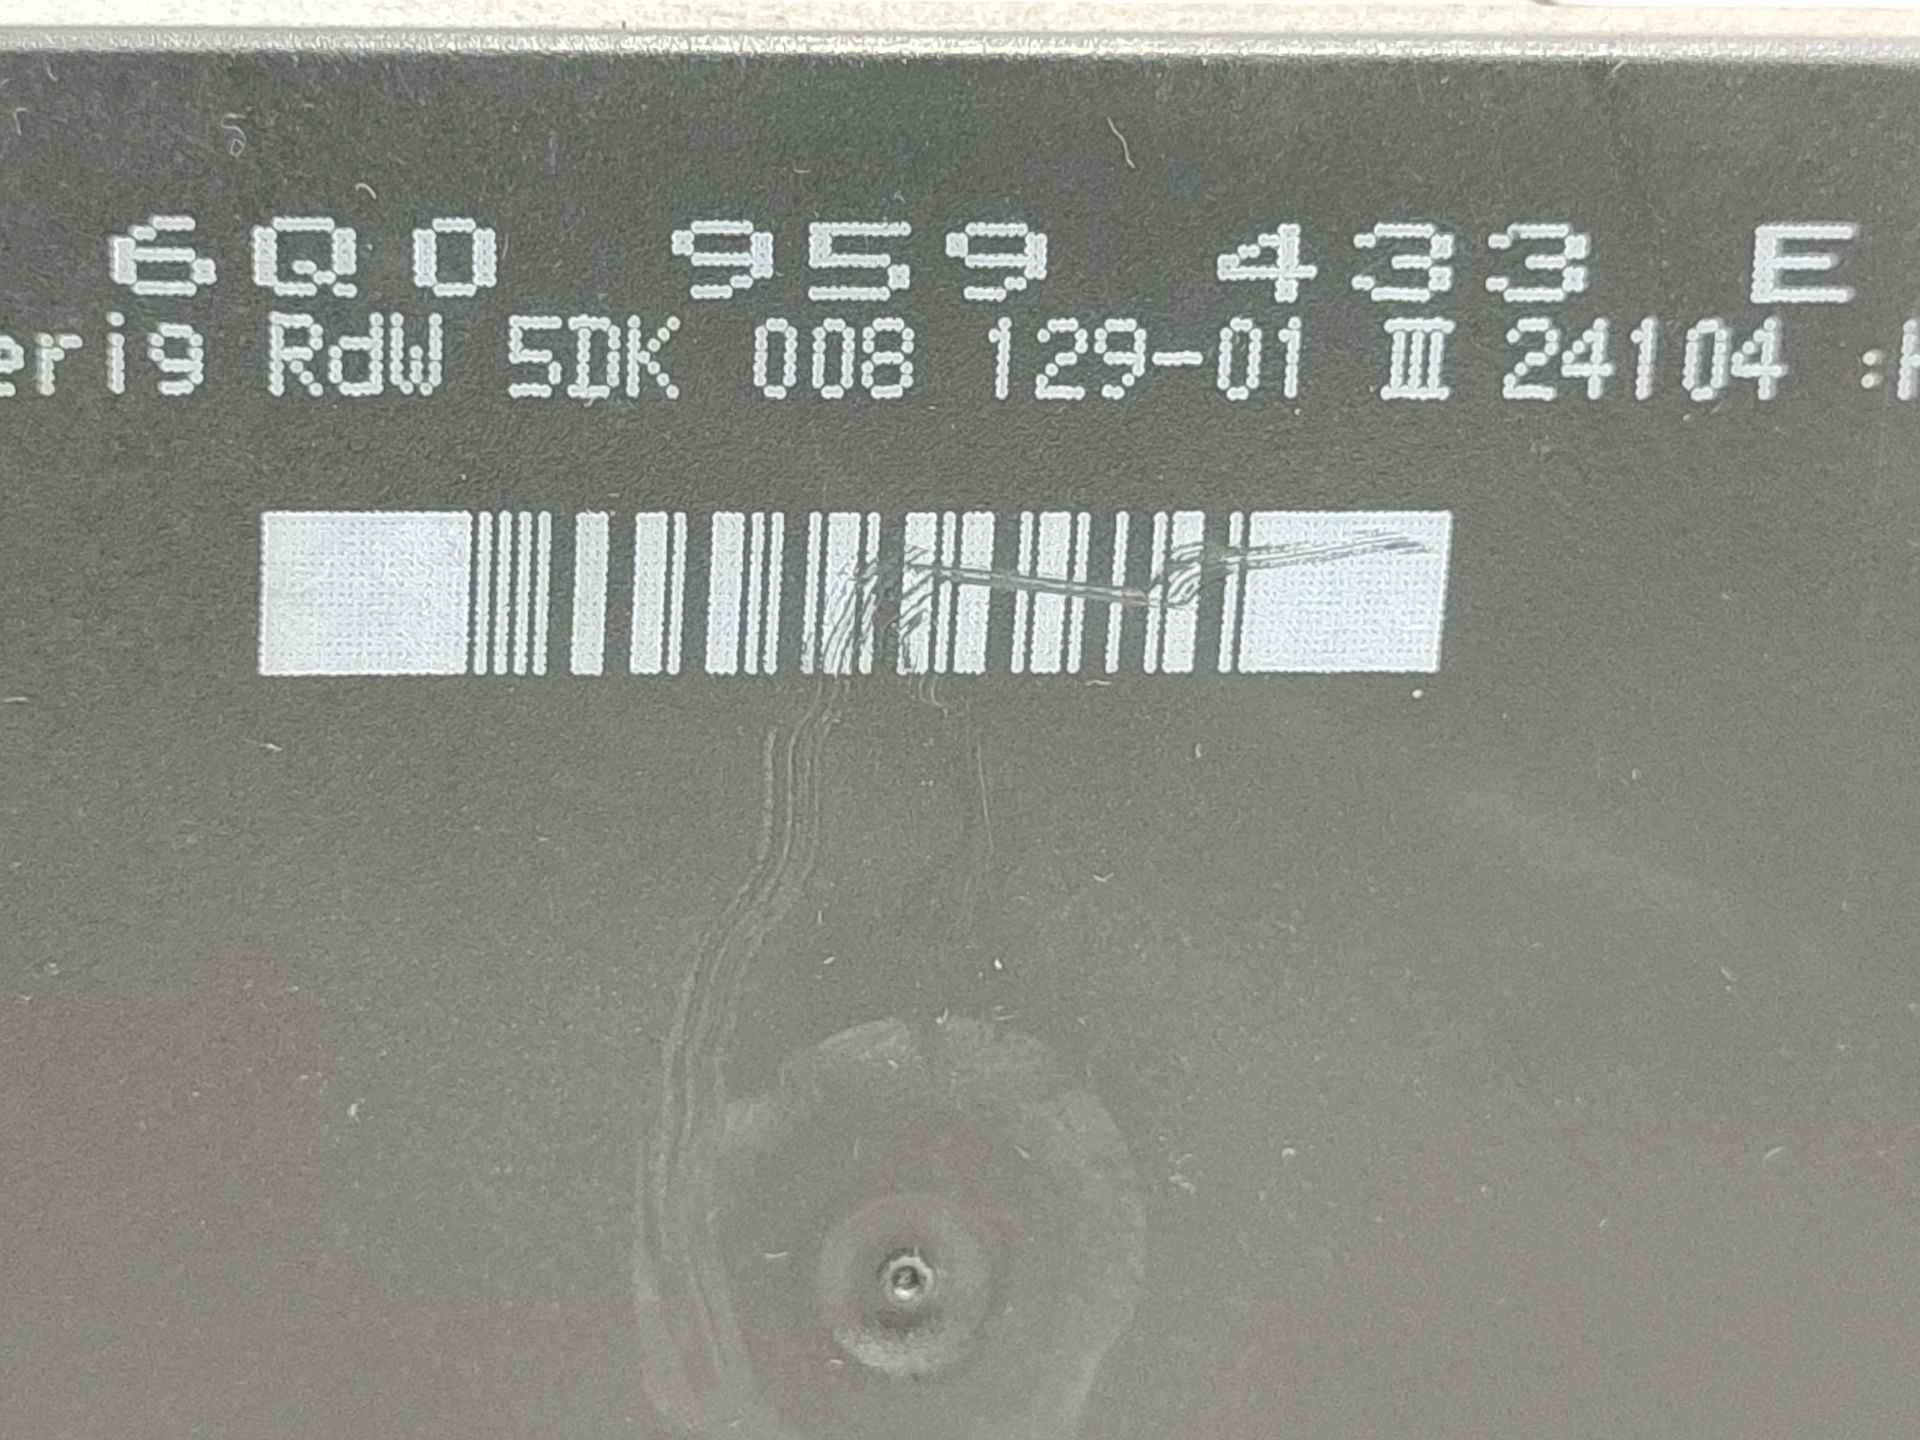 6Q0 959 433 E
erig RdW 5DK 008 129-01 III 24104 :H